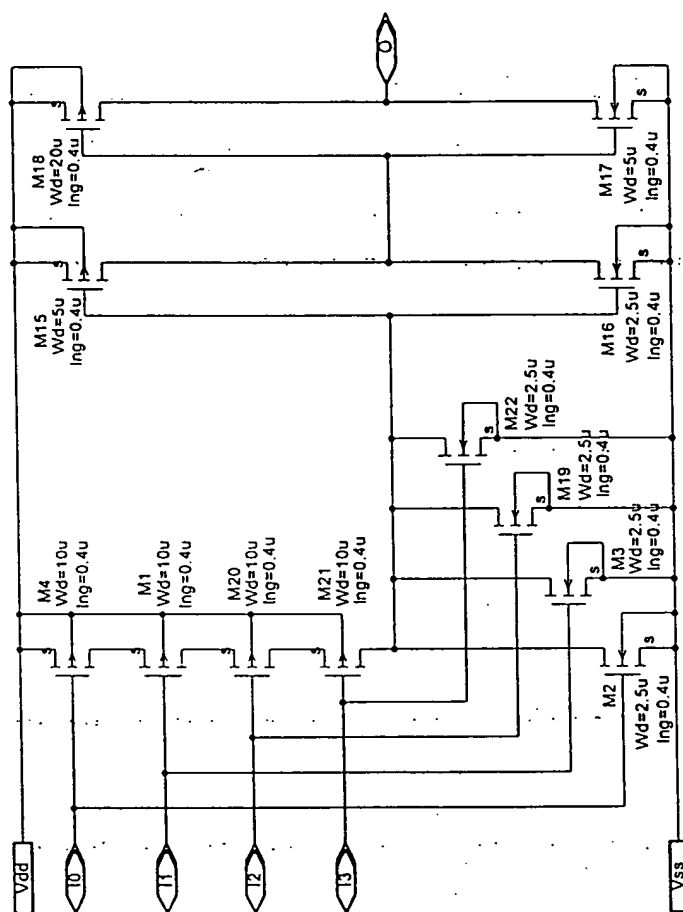 Vdd
I0
I1
I2
I3
Vss
O
M4
Wd=10u
lng=0.4u
s
M1
Wd=10u
lng=0.4u
s
M20
Wd=10u
lng=0.4u
s
M21
Wd=10u
lng=0.4u
s
M15
Wd=5u
lng=0.4u
s
M18
Wd=20u
lng=0.4u
s
M22
Wd=2.5u
lng=0.4u
s
M19
Wd=2.5u
lng=0.4u
s
M3
Wd=2.5u
lng=0.4u
s
M2
Wd=2.5u
lng=0.4u
s
M16
Wd=2.5u
lng=0.4u
s
M17
Wd=5u
lng=0.4u
s